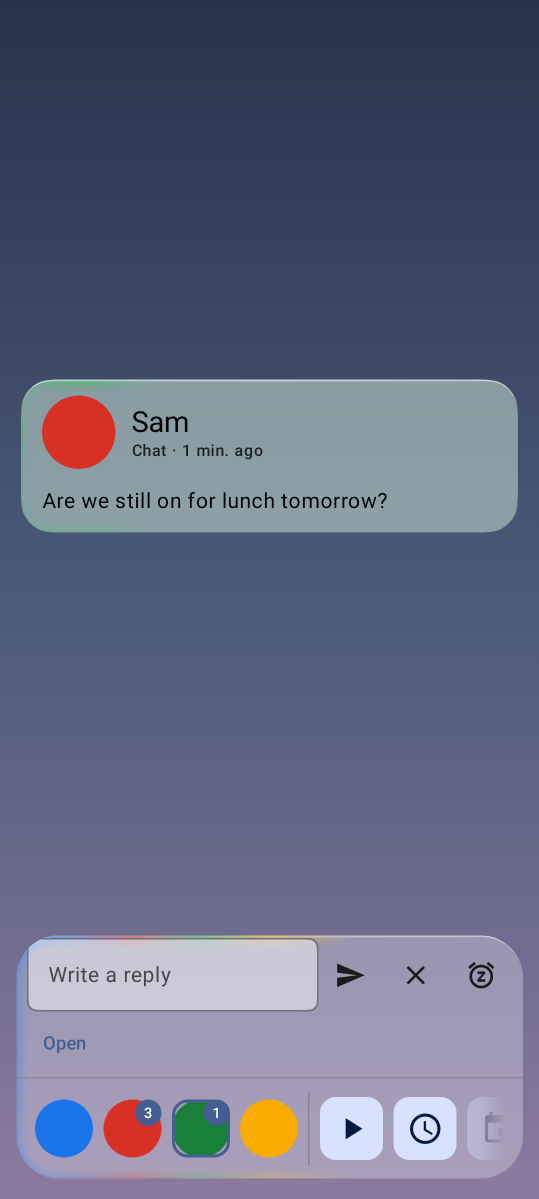 Sam
Chat · 1 min. ago
Are we still on for lunch tomorrow?
Write a reply
Open
3
1